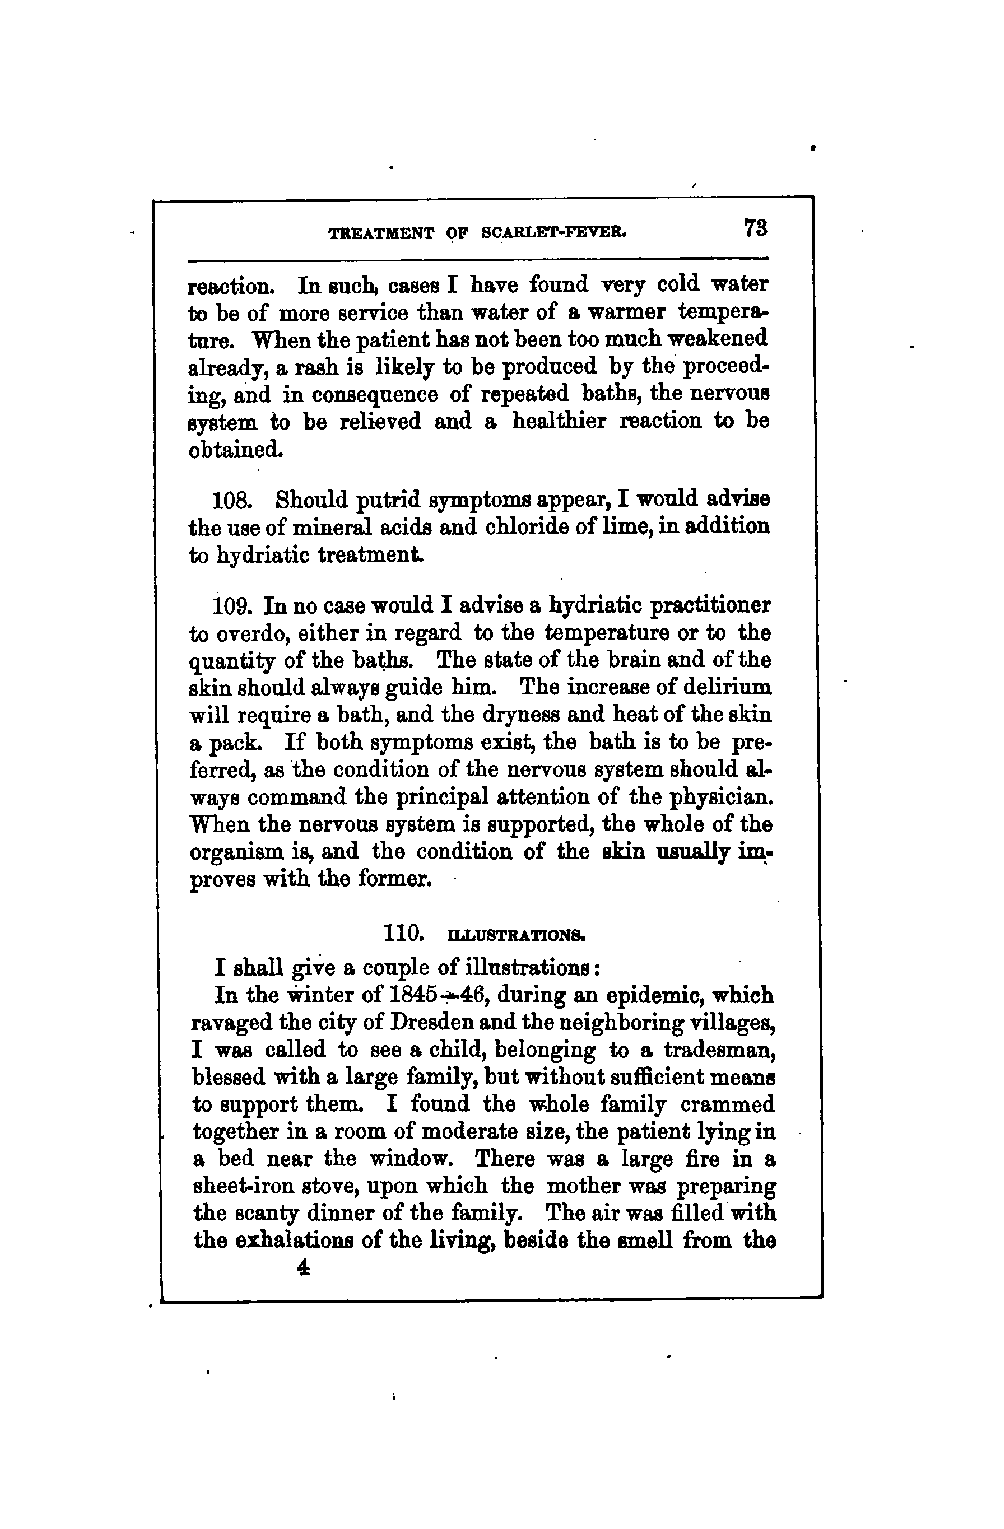 TREATMENT OF SCARLET-FEVER. 73
reaction. In such, cases I have found very cold water
to be of more service than water of a warmer tempera-
ture. When the patient has not been too much weakened
already, a rash is likely to be produced by the proceed-
ing, and in consequence of repeated baths, the nervous
system to be relieved and a healthier reaction to be
obtained.
108. Should putrid symptoms appear, I would advise
the use of mineral acids and chloride of lime, in addition
to hydriatic treatment.
109. In no case would I advise a hydriatic practitioner
to overdo, either in regard to the temperature or to the
quantity of the baths. The state of the brain and of the
skin should always guide him. The increase of delirium
will require a bath, and the dryness and heat of the skin
a pack. If both symptoms exist, the bath is to be pre-
ferred, as the condition of the nervous system should al-
ways command the principal attention of the physician.
When the nervous system is supported, the whole of the
organism is, and the condition of the skin usually im-
proves with the former.
110. ILLUSTRATIONS.
I shall give a couple of illustrations:
In the winter of 1845-46, during an epidemic, which
ravaged the city of Dresden and the neighboring villages,
I was called to see a child, belonging to a tradesman,
blessed with a large family, but without sufficient means
to support them. I found the whole family crammed
together in a room of moderate size, the patient lying in
a bed near the window. There was a large fire in a
sheet-iron stove, upon which the mother was preparing
the scanty dinner of the family. The air was filled with
the exhalations of the living, beside the smell from the
4